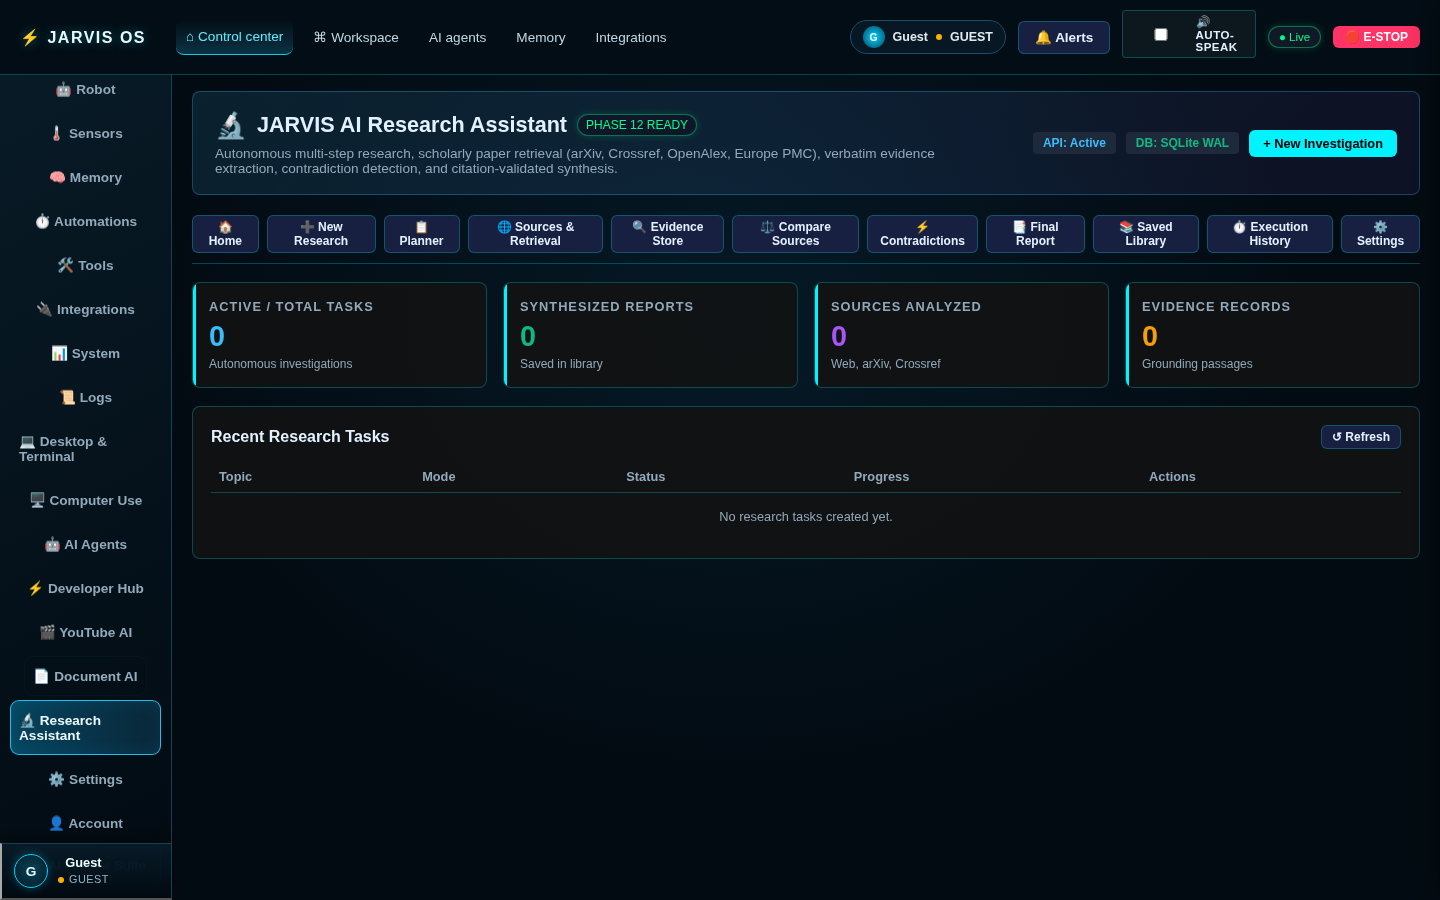 ⚡ JARVIS OS
⌂ Control center
⌘ Workspace
AI agents
Memory
Integrations
G Guest ● GUEST
🔔 Alerts
🔊 AUTO-SPEAK
● Live
🛑 E-STOP
🤖 Robot
🌡️ Sensors
🧠 Memory
⏱️ Automations
🛠️ Tools
🔌 Integrations
📊 System
📜 Logs
💻 Desktop &
Terminal
🖥️ Computer Use
🤖 AI Agents
⚡ Developer Hub
🎬 YouTube AI
📄 Document AI
🔬 Research
Assistant
⚙️ Settings
👤 Account
G
Guest
● GUEST
🔬 JARVIS AI Research Assistant
PHASE 12 READY
Autonomous multi-step research, scholarly paper retrieval (arXiv, Crossref, OpenAlex, Europe PMC), verbatim evidence
extraction, contradiction detection, and citation-validated synthesis.
API: Active
DB: SQLite WAL
+ New Investigation
🏠 Home
➕ New Research
📋 Planner
🌐 Sources & Retrieval
🔍 Evidence Store
⚖️ Compare Sources
⚡ Contradictions
📑 Final Report
📚 Saved Library
⏱️ Execution History
⚙️ Settings
ACTIVE / TOTAL TASKS
0
Autonomous investigations
SYNTHESIZED REPORTS
0
Saved in library
SOURCES ANALYZED
0
Web, arXiv, Crossref
EVIDENCE RECORDS
0
Grounding passages
Recent Research Tasks
↺ Refresh
Topic Mode Status Progress Actions
No research tasks created yet.